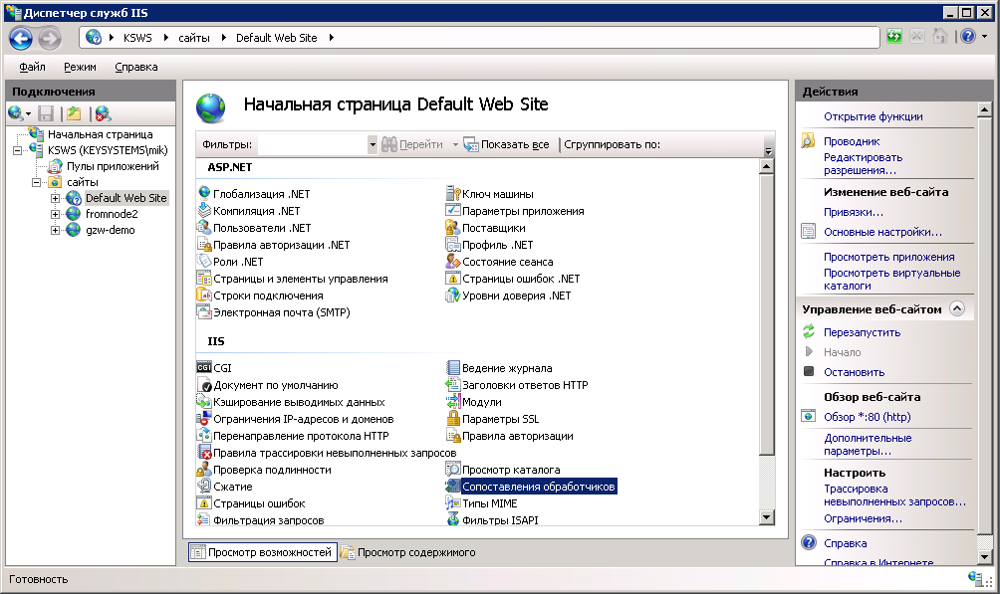 Диспетчер служб IIS
KSWS сайты Default Web Site
Файл Режим Справка
Подключения
Начальная страница
KSWS (KEYSYSTEMS\mik)
Пулы приложений
сайты
Default Web Site
fromnode2
gzw-demo
Начальная страница Default Web Site
Фильтры: Перейти Показать все Сгруппировать по:
ASP.NET
Глобализация .NET
Ключ машины
Компиляция .NET
Параметры приложения
Пользователи .NET
Поставщики
Правила авторизации .NET
Профиль .NET
Роли .NET
Состояние сеанса
Страницы и элементы управления
Страницы ошибок .NET
Строки подключения
Уровни доверия .NET
Электронная почта (SMTP)
IIS
CGI
Ведение журнала
Документ по умолчанию
Заголовки ответов HTTP
Кэширование выводимых данных
Модули
Ограничения IP-адресов и доменов
Параметры SSL
Перенаправление протокола HTTP
Правила авторизации
Правила трассировки невыполненных запросов
Проверка подлинности
Просмотр каталога
Сжатие
Сопоставления обработчиков
Страницы ошибок
Типы MIME
Фильтрация запросов
Фильтры ISAPI
Просмотр возможностей Просмотр содержимого
Действия
Открытие функции
Проводник
Редактировать
разрешения...
Изменение веб-сайта
Привязки...
Основные настройки...
Просмотреть приложения
Просмотреть виртуальные
каталоги
Управление веб-сайтом
Перезапустить
Начало
Остановить
Обзор веб-сайта
Обзор *:80 (http)
Дополнительные
параметры...
Настроить
Трассировка
невыполненных запросов...
Ограничения...
Справка
Справка в Интернете
Готовность